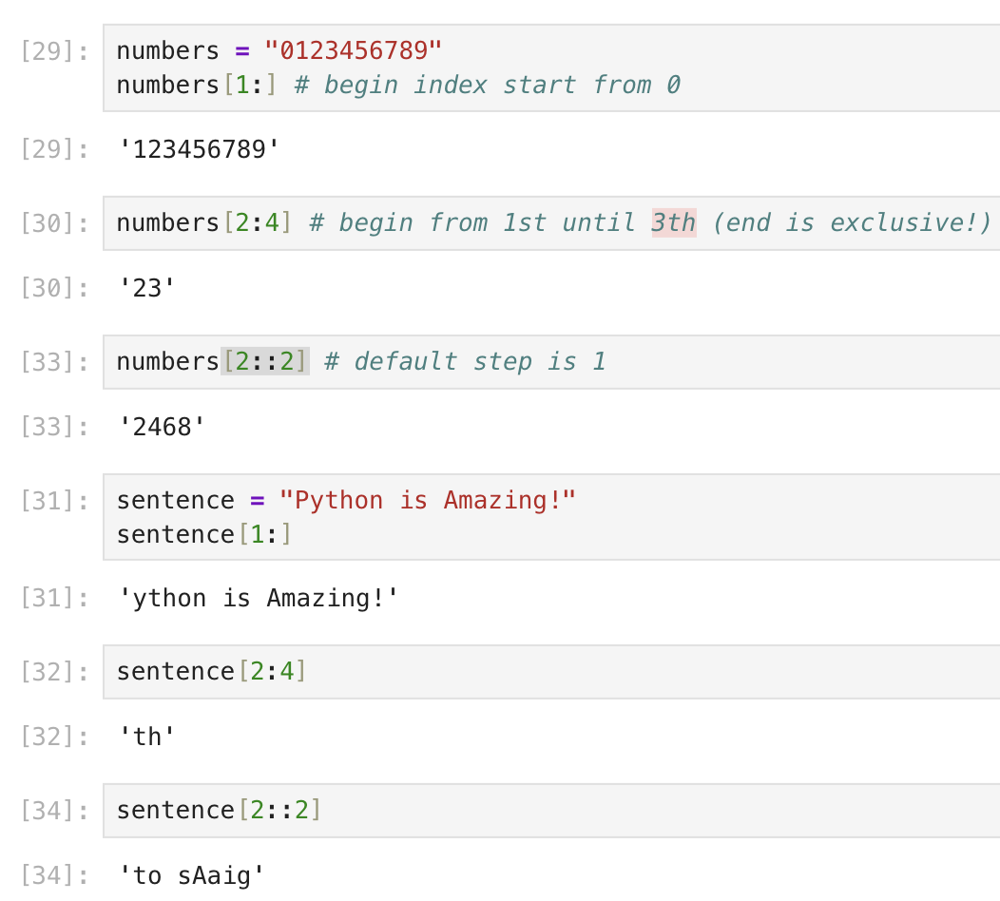 [29]: numbers = "0123456789"
numbers[1:] # begin index start from 0
[29]: '123456789'
[30]: numbers[2:4] # begin from 1st until 3th (end is exclusive!)
[30]: '23'
[33]: numbers[2::2] # default step is 1
[33]: '2468'
[31]: sentence = "Python is Amazing!"
sentence[1:]
[31]: 'ython is Amazing!'
[32]: sentence[2:4]
[32]: 'th'
[34]: sentence[2::2]
[34]: 'to sAaig'